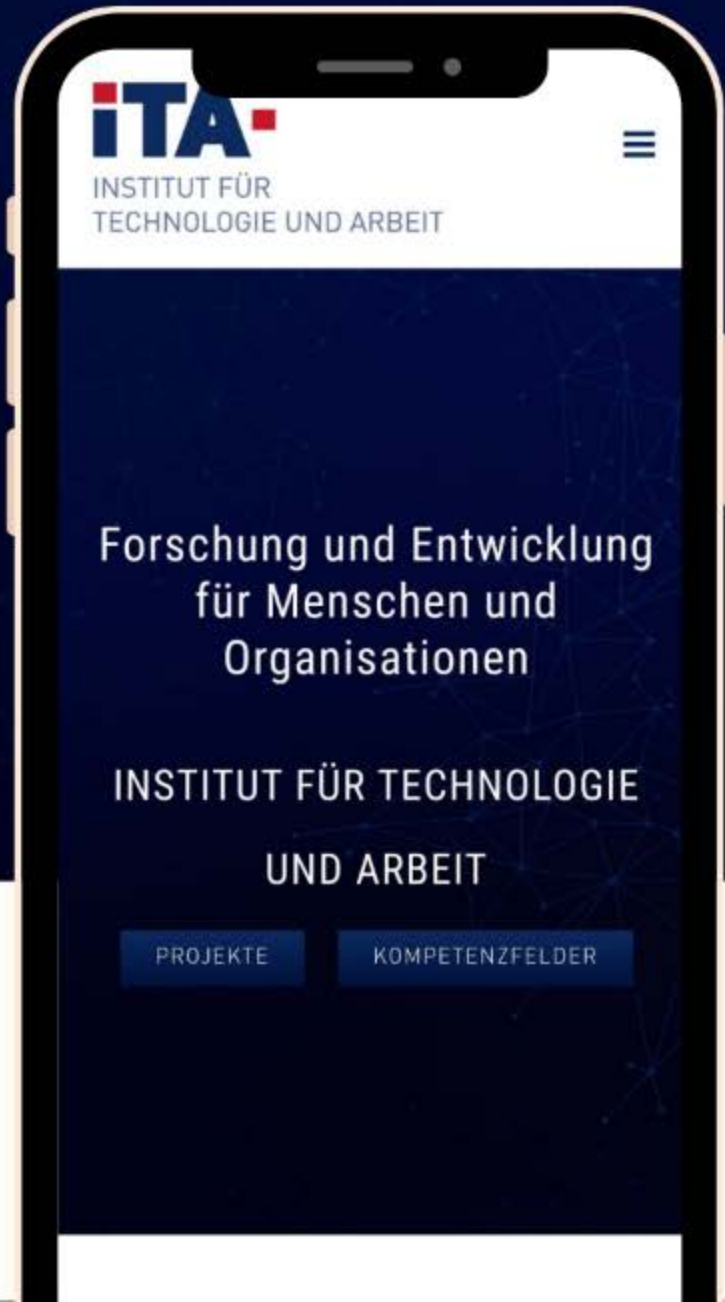 iTA
INSTITUT FÜR
TECHNOLOGIE UND ARBEIT
Forschung und Entwicklung
für Menschen und
Organisationen
INSTITUT FÜR TECHNOLOGIE
UND ARBEIT
PROJEKTE
KOMPETENZFELDER